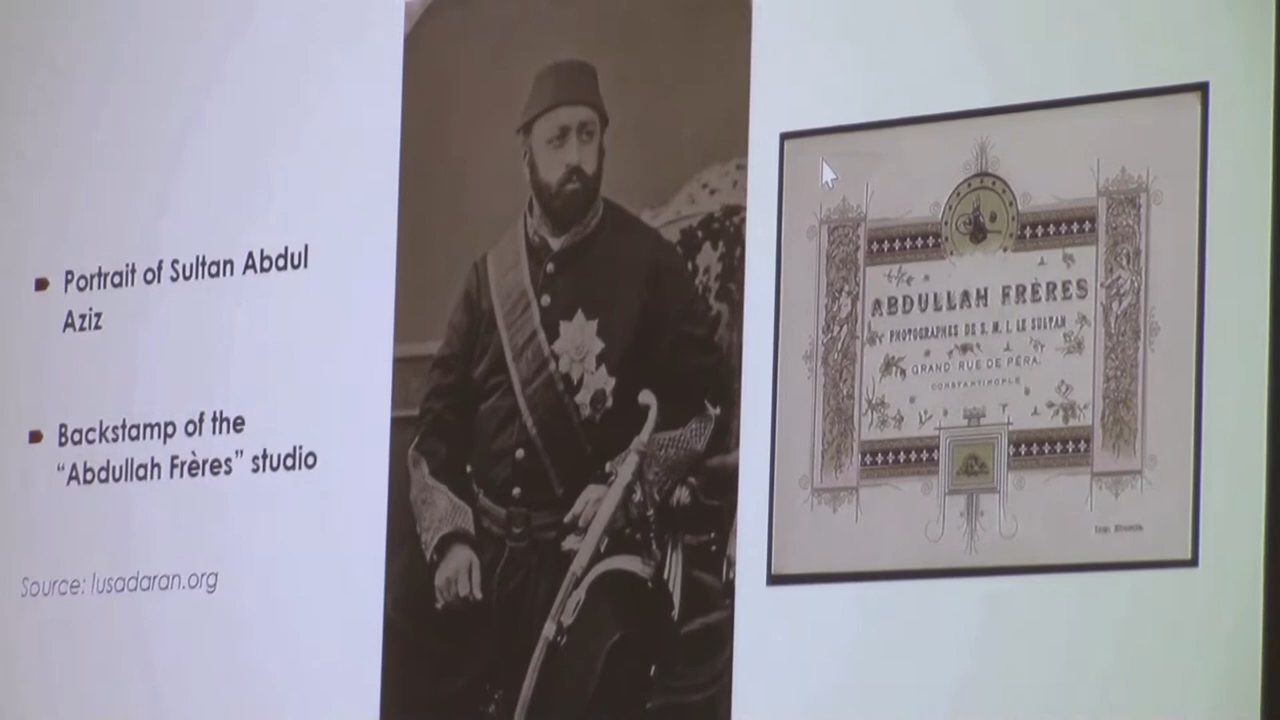 Portrait of Sultan Abdul
Aziz
Backstamp of the
“Abdullah Frères” studio
Source: lusadaran.org
ABDULLAH FRÈRES
PHOTOGRAPHES DE S. M. I. LE SULTAN
GRAND RUE DE PÉRA.
CONSTANTINOPLE